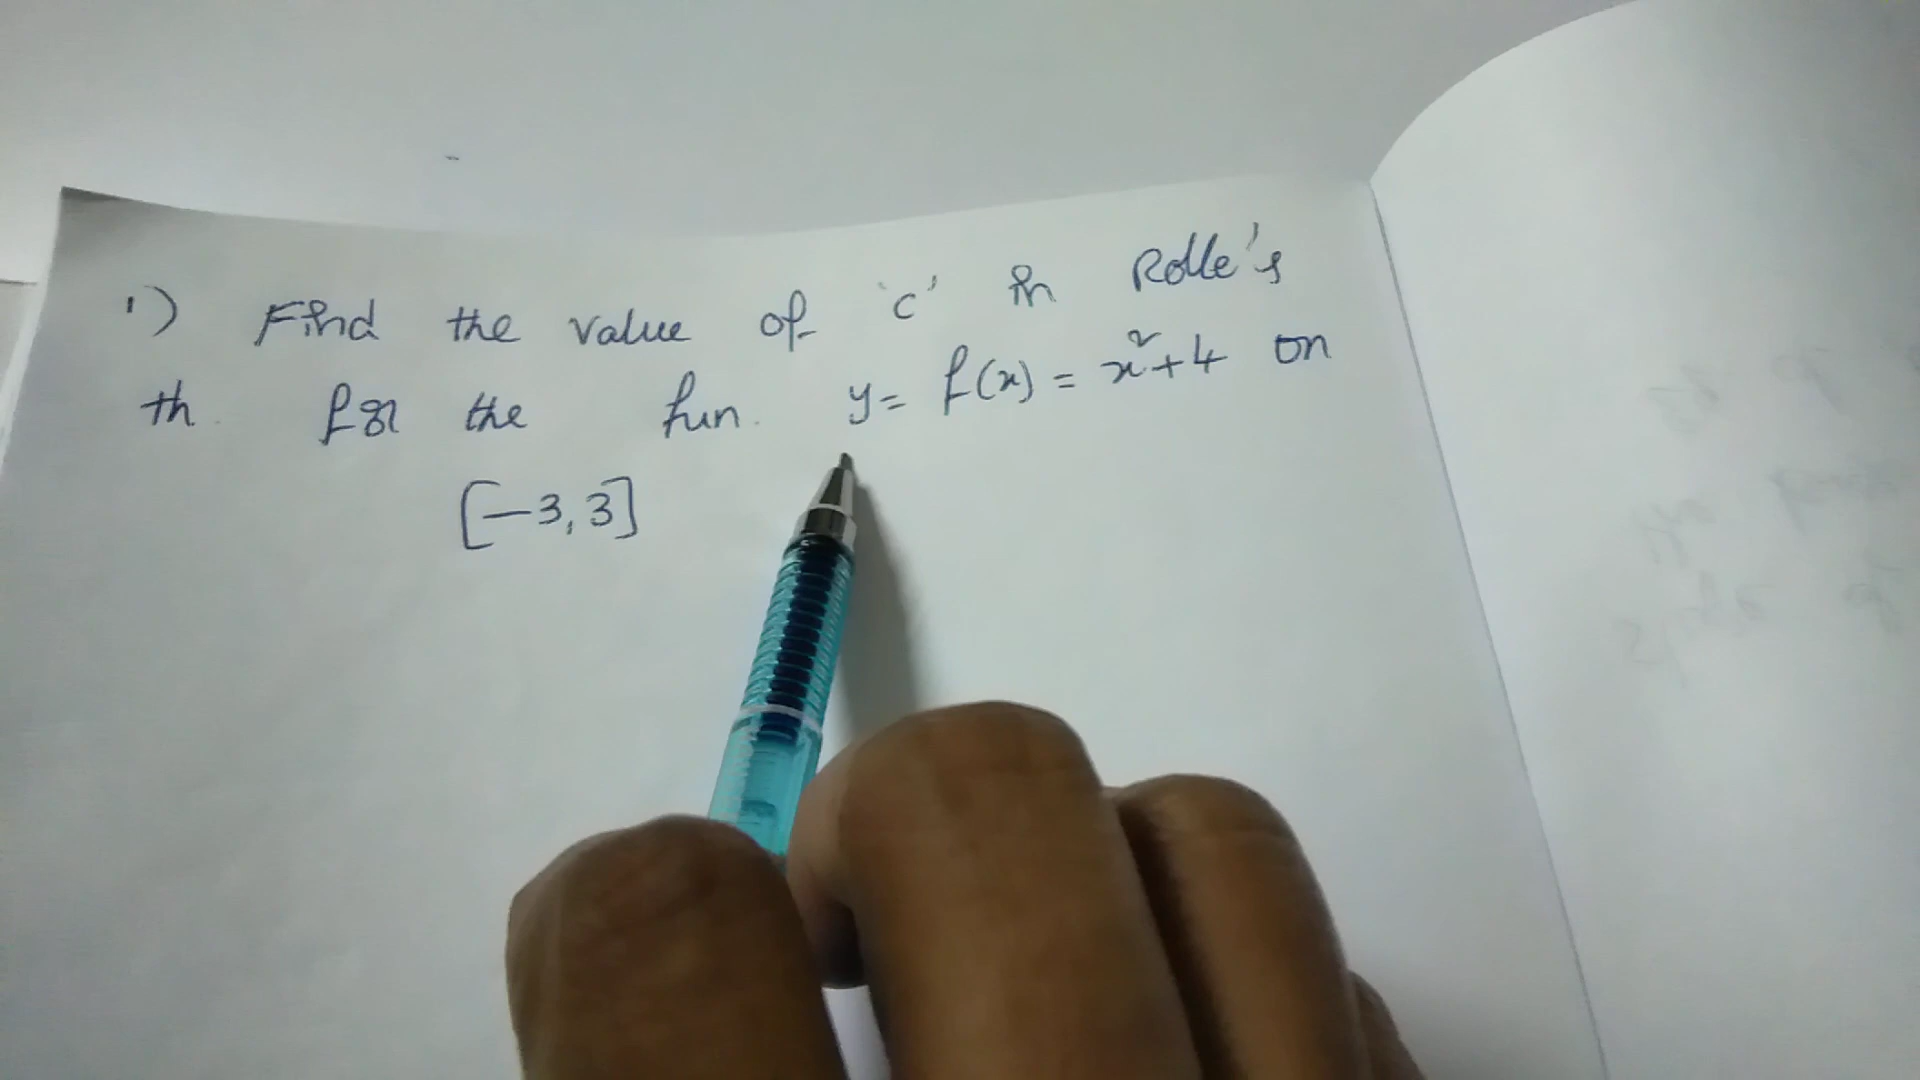 1) Find the value of 'c' in Rolle's
th. for the fun. y = f(x) = x² + 4 on
[-3, 3]